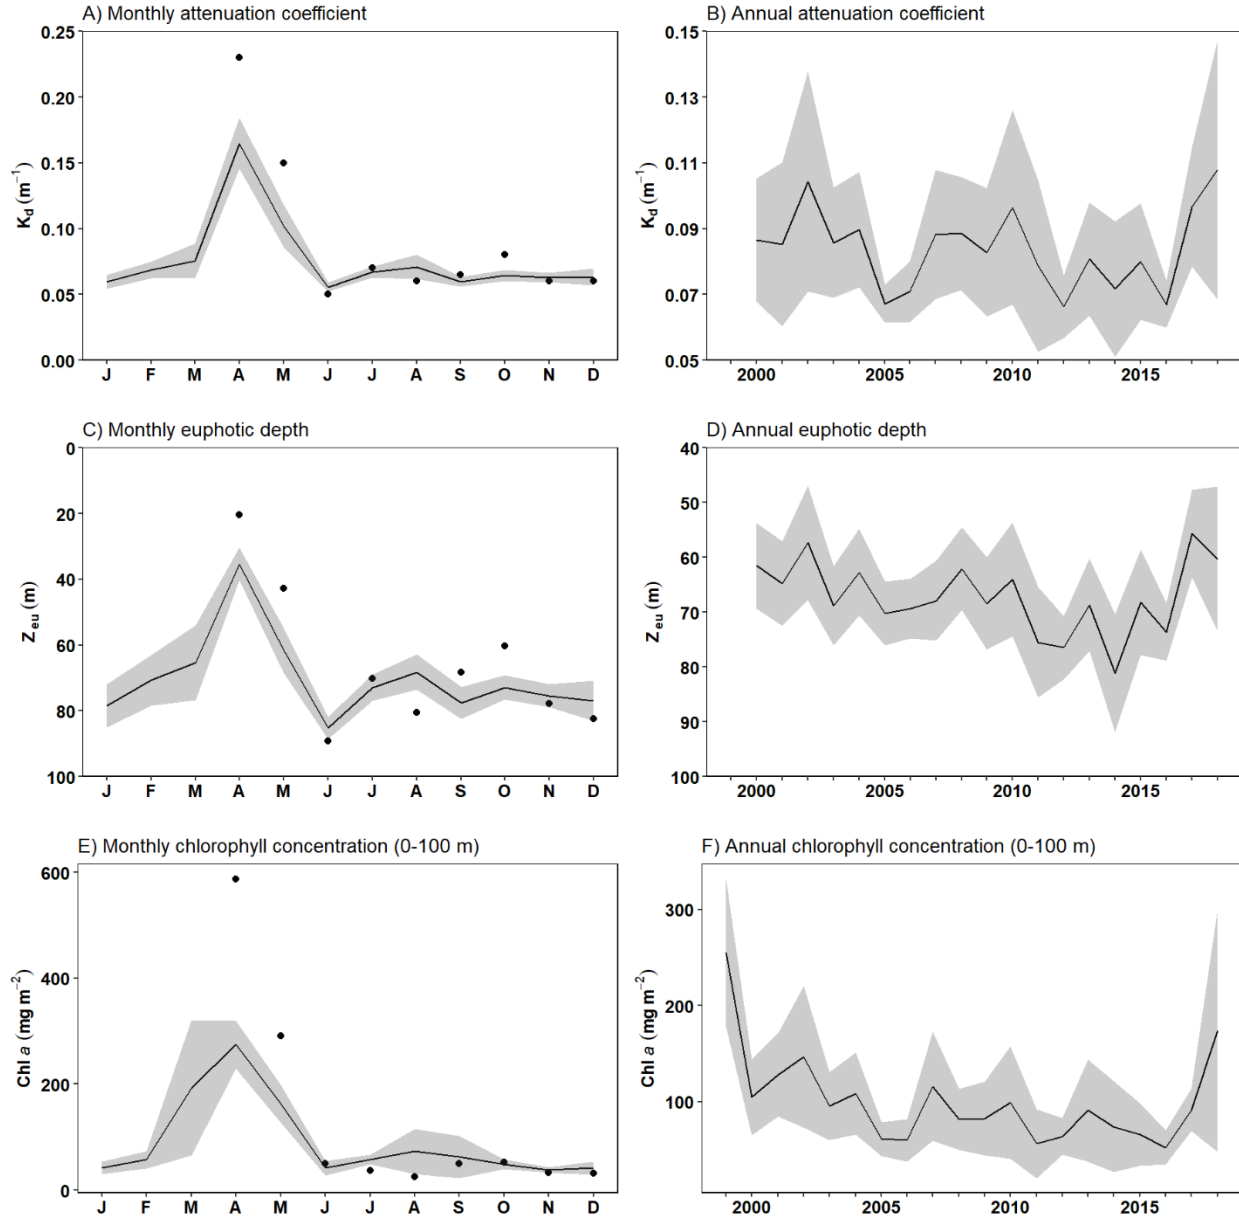 A) Monthly attenuation coefficient
0.25
0.20
0.15
0.10
0.05
0.00
K_d (m⁻¹)
J F M A M J J A S O N D
B) Annual attenuation coefficient
0.15
0.13
0.11
0.09
0.07
0.05
K_d (m⁻¹)
2000 2005 2010 2015
C) Monthly euphotic depth
0
20
40
60
80
100
Z_eu (m)
J F M A M J J A S O N D
D) Annual euphotic depth
40
50
60
70
80
90
100
Z_eu (m)
2000 2005 2010 2015
E) Monthly chlorophyll concentration (0-100 m)
600
400
200
0
Chl a (mg m⁻²)
J F M A M J J A S O N D
F) Annual chlorophyll concentration (0-100 m)
300
200
100
Chl a (mg m⁻²)
2000 2005 2010 2015